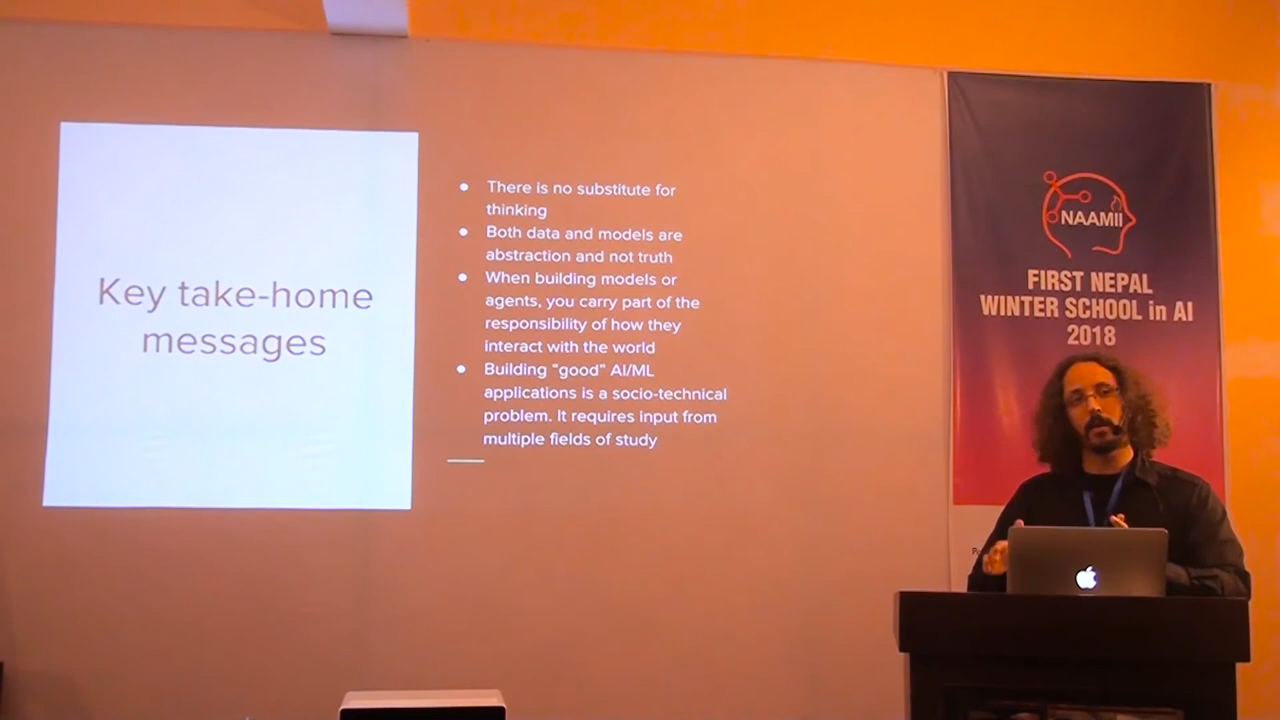 Key take-home
messages
There is no substitute for
thinking
Both data and models are
abstraction and not truth
When building models or
agents, you carry part of the
responsibility of how they
interact with the world
Building “good” AI/ML
applications is a socio-technical
problem. It requires input from
multiple fields of study
NAAMII
FIRST NEPAL
WINTER SCHOOL in AI
2018